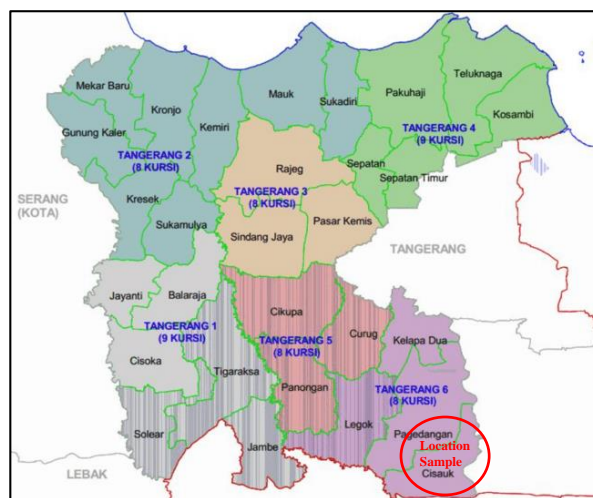 Mekar Baru
Kronjo
Mauk
Sukadiri
Pakuhaji
Teluknaga
Kosambi
Gunung Kaler
Kemiri
TANGERANG 2
(8 KURSI)
TANGERANG 4
(9 KURSI)
Rajeg
Sepatan
Sepatan Timur
TANGERANG 3
(8 KURSI)
SERANG
(KOTA)
Kresek
Sukamulya
Sindang Jaya
Pasar Kemis
TANGERANG
Jayanti
Balaraja
Cikupa
Curug
Kelapa Dua
TANGERANG 1
(9 KURSI)
TANGERANG 5
(8 KURSI)
Cisoka
Tigaraksa
Panongan
TANGERANG 6
(8 KURSI)
Solear
Jambe
Legok
Pagedangan
Location
Sample
Cisauk
LEBAK